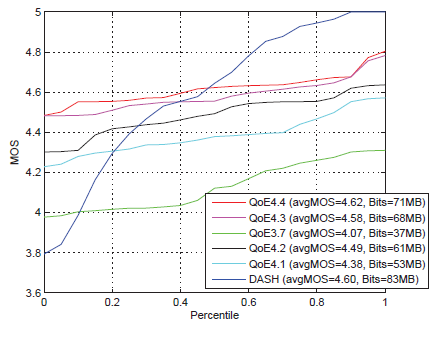 5
4.8
4.6
4.4
4.2
4
3.8
3.6
MOS
QoE4.4 (avgMOS=4.62, Bits=71MB)
QoE4.3 (avgMOS=4.58, Bits=68MB)
QoE3.7 (avgMOS=4.07, Bits=37MB)
QoE4.2 (avgMOS=4.49, Bits=61MB)
QoE4.1 (avgMOS=4.38, Bits=53MB)
DASH (avgMOS=4.60, Bits=83MB)
0 0.2 0.4 0.6 0.8 1
Percentile